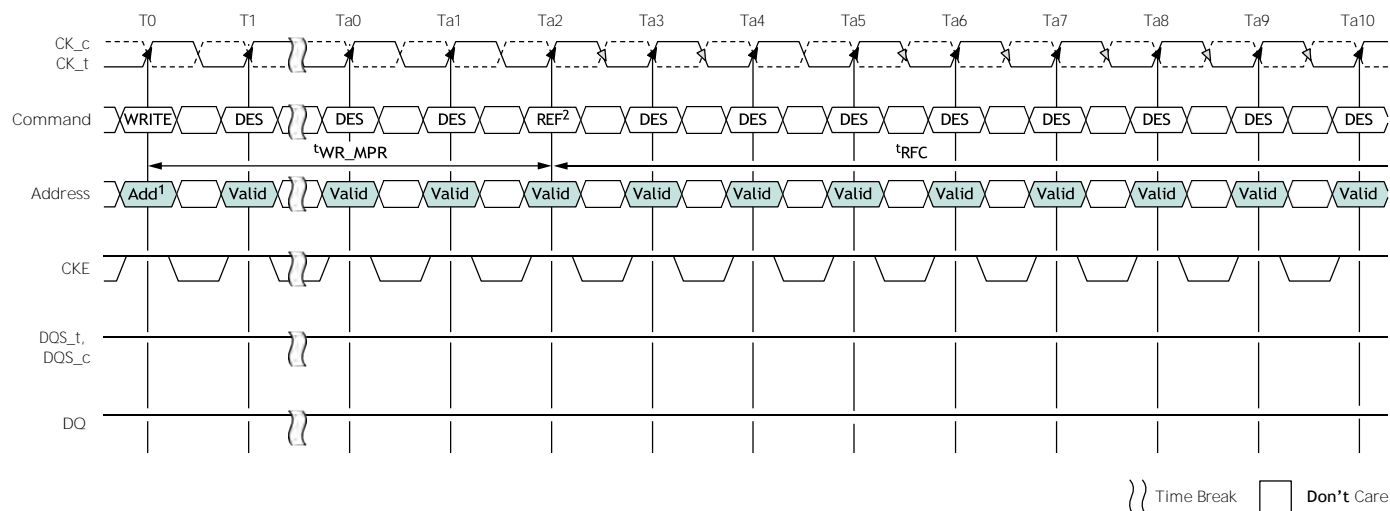 T0 T1 Ta0 Ta1 Ta2 Ta3 Ta4 Ta5 Ta6 Ta7 Ta8 Ta9 Ta10
CK_c
CK_t
Command WRITE DES DES DES REF2 DES DES DES DES DES DES DES DES
tWR_MPR tRFC
Address Add1 Valid Valid Valid Valid Valid Valid Valid Valid Valid Valid Valid Valid
CKE
DQS_t,
DQS_c
DQ
Time Break Don't Care